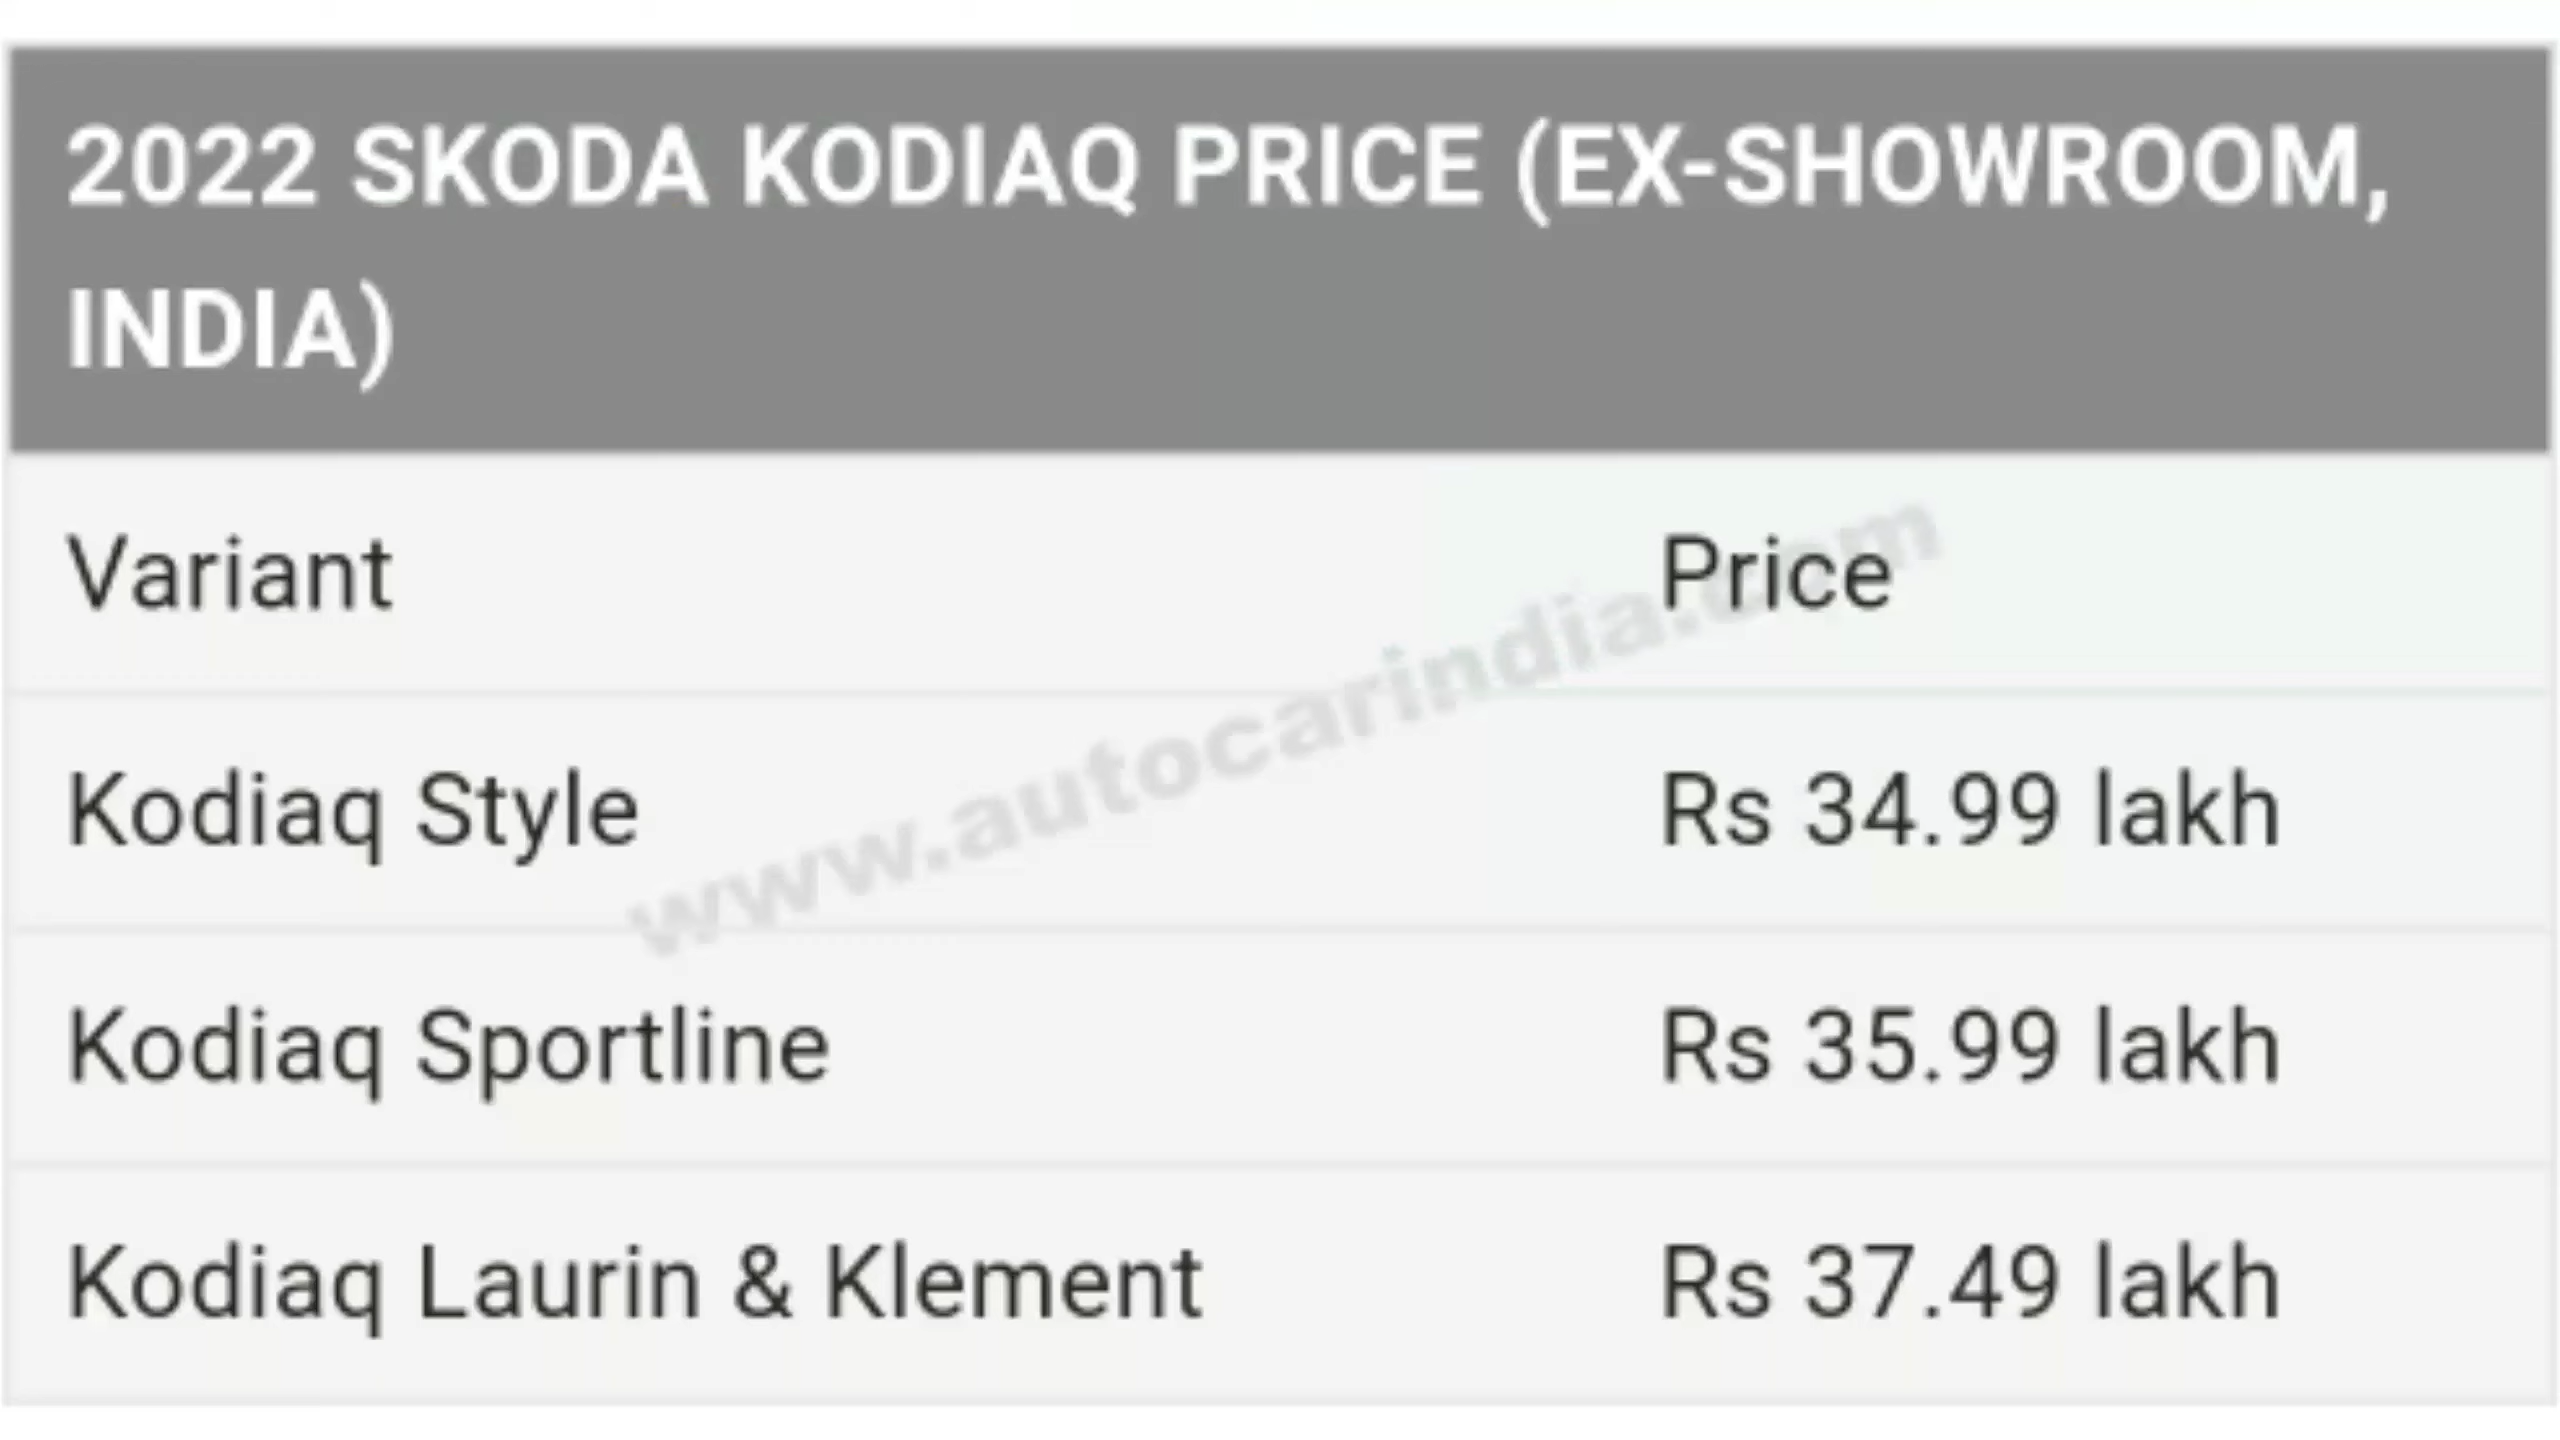 2022 SKODA KODIAQ PRICE (EX-SHOWROOM,
INDIA)
Variant Price
Kodiaq Style Rs 34.99 lakh
Kodiaq Sportline Rs 35.99 lakh
Kodiaq Laurin & Klement Rs 37.49 lakh
www.autocarindia.com